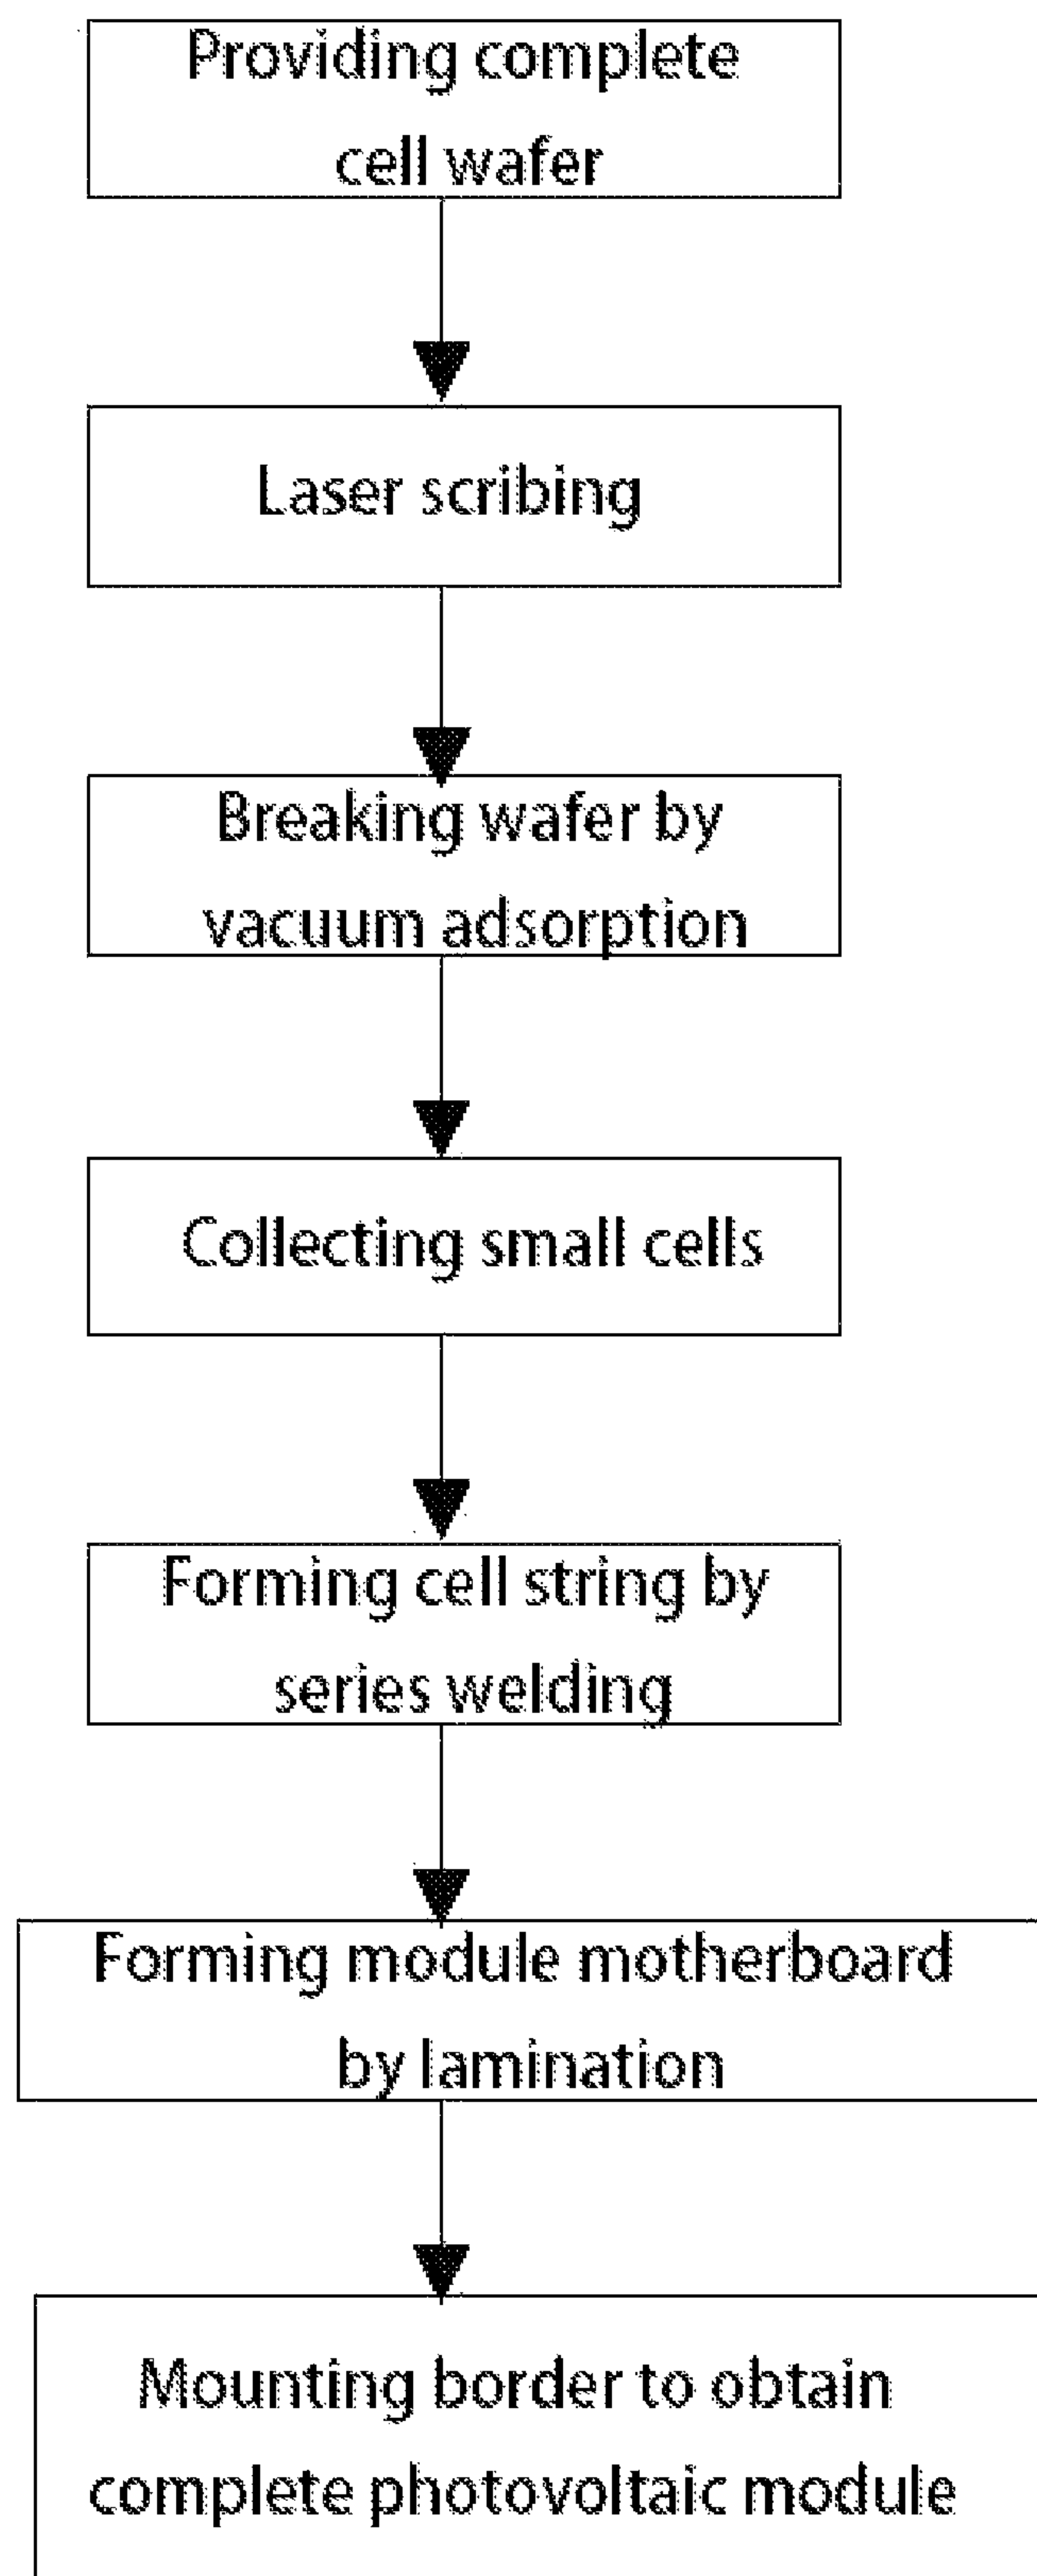 Providing complete
cell wafer
Laser scribing
Breaking wafer by
vacuum adsorption
Collecting small cells
Forming cell string by
series welding
Forming module motherboard
by lamination
Mounting border to obtain
complete photovoltaic module